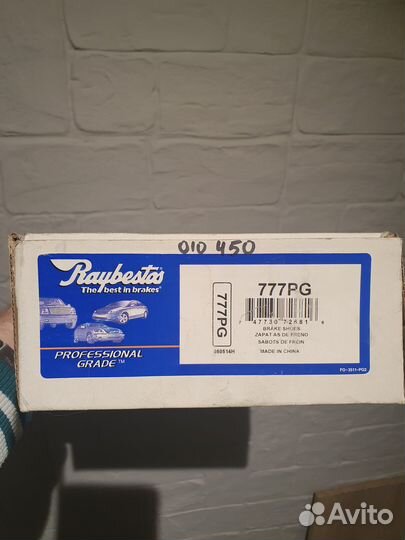 010 450
Raybestos
The best in brakes®
PROFESSIONAL
GRADE™
777PG
777PG
BRAKE SHOES
ZAPATAS DE FRENO
SABOTS DE FREIN
MADE IN CHINA
Avito